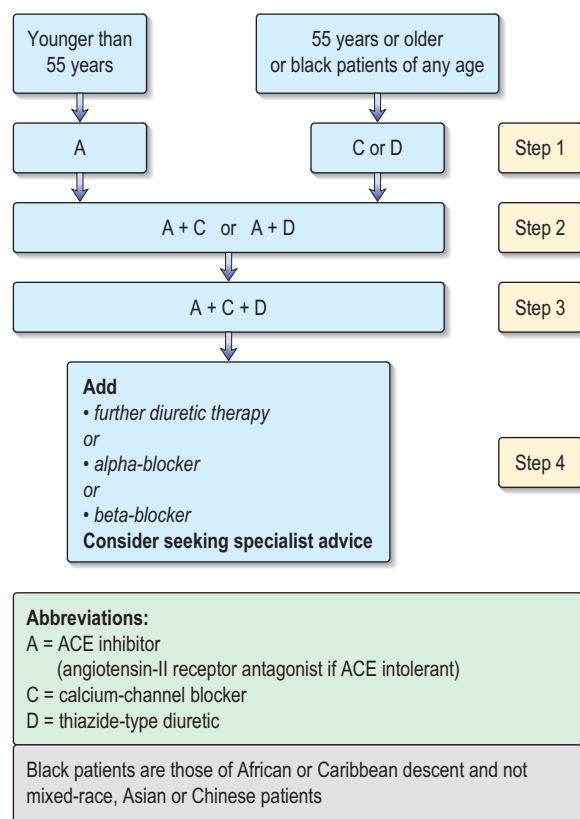 Younger than
55 years
55 years or older
or black patients of any age
A
C or D
Step 1
A + C or A + D
Step 2
A + C + D
Step 3
Add
• further diuretic therapy
or
• alpha-blocker
or
• beta-blocker
Consider seeking specialist advice
Step 4
Abbreviations:
A = ACE inhibitor
(angiotensin-II receptor antagonist if ACE intolerant)
C = calcium-channel blocker
D = thiazide-type diuretic
Black patients are those of African or Caribbean descent and not
mixed-race, Asian or Chinese patients